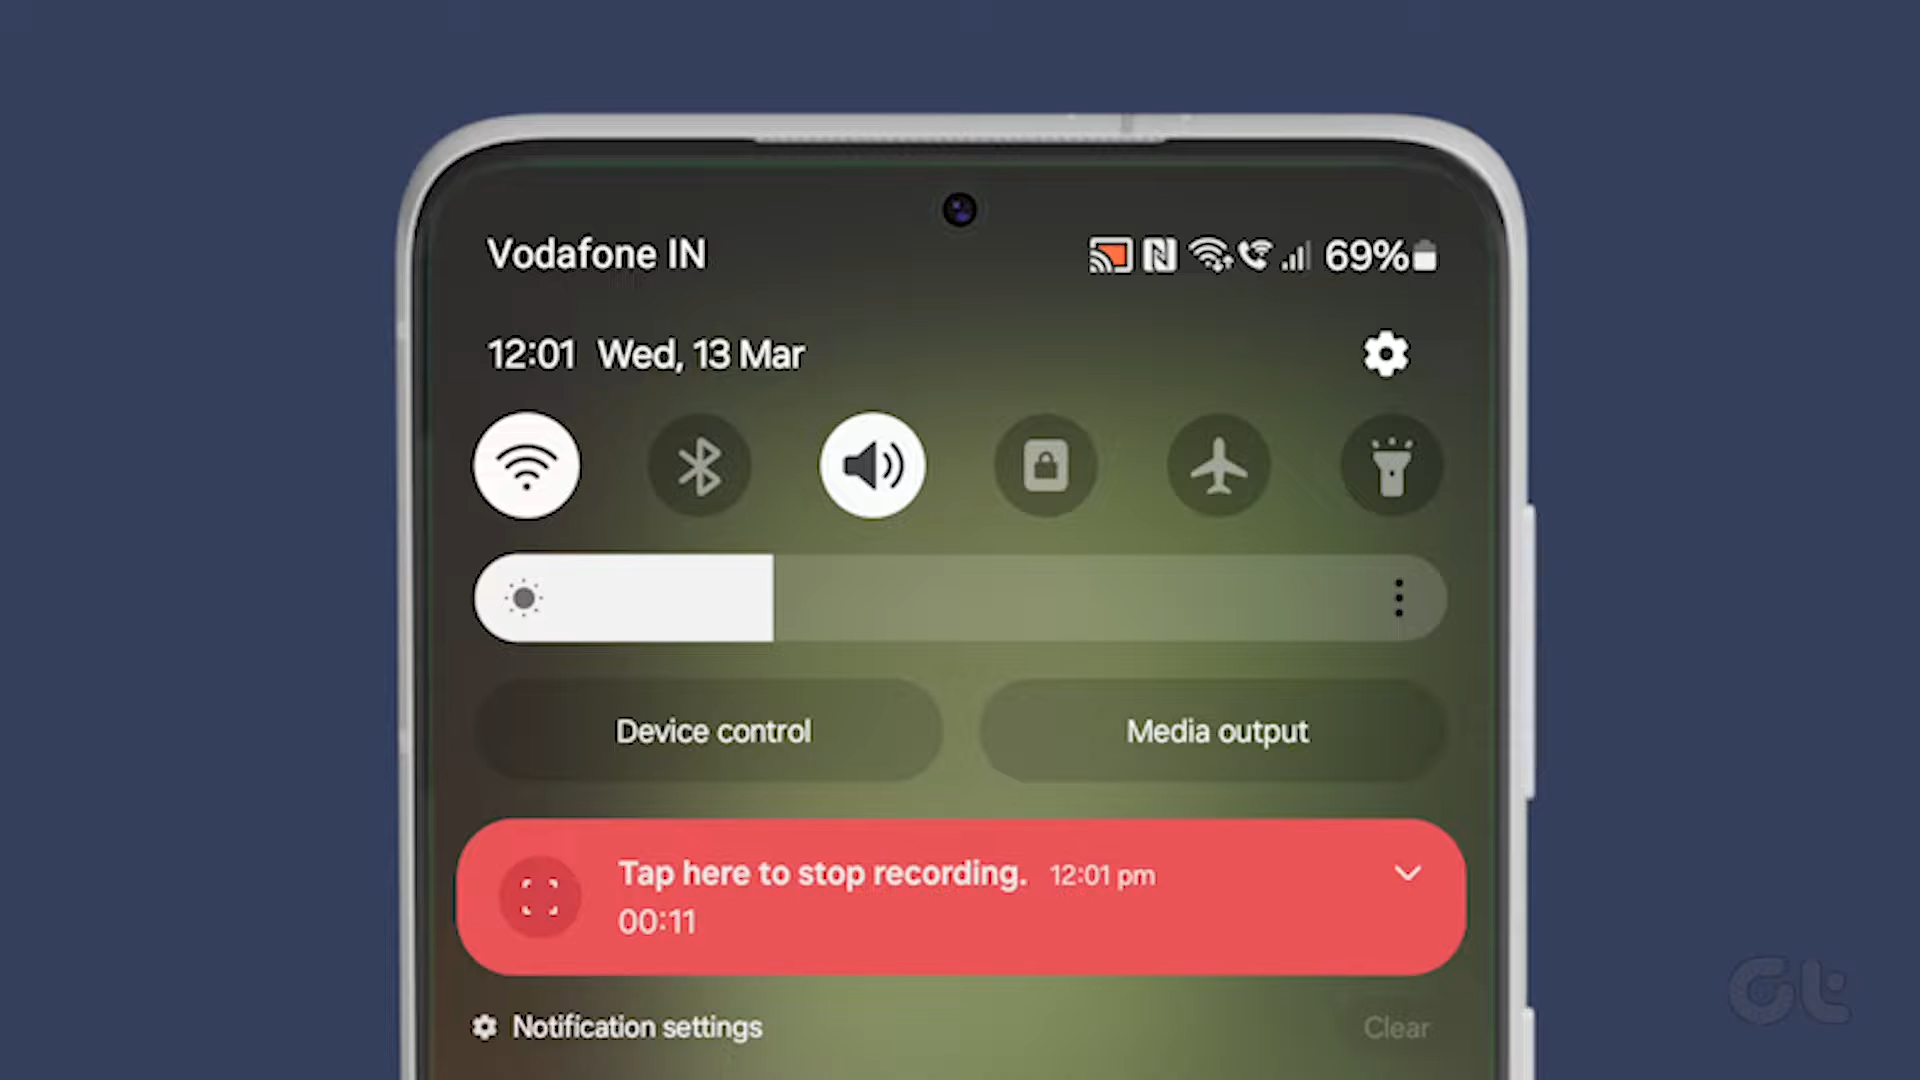 Vodafone IN 69%
12:01 Wed, 13 Mar
Device control Media output
Tap here to stop recording. 12:01 pm
00:11
Notification settings Clear
Gt